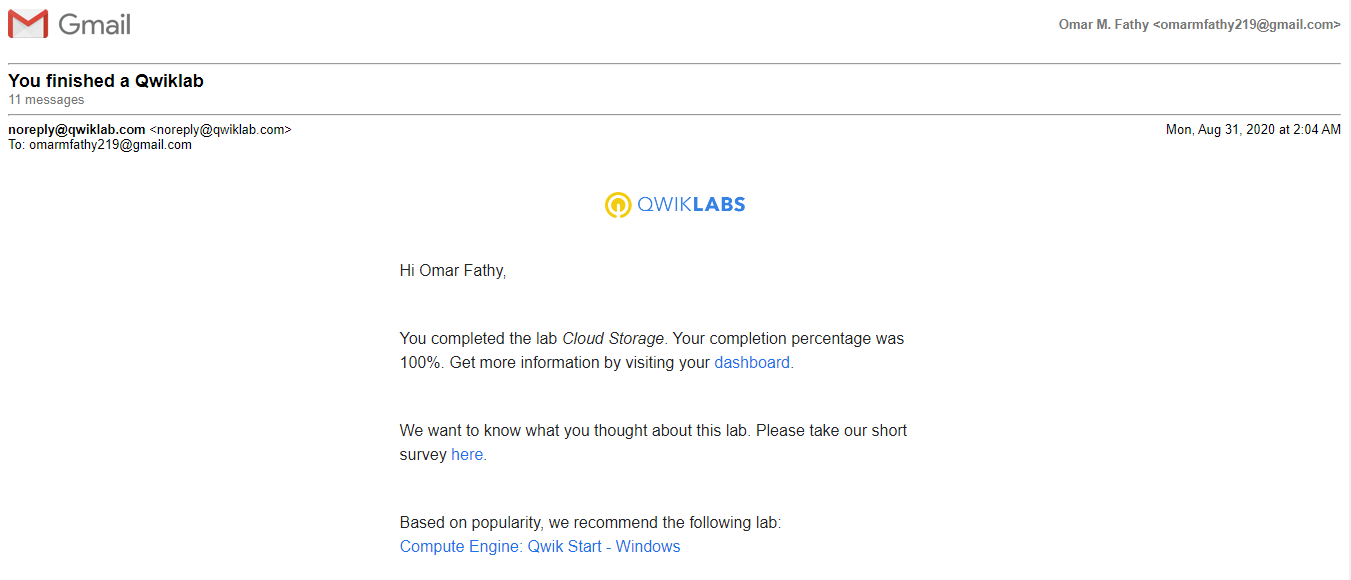 Gmail
Omar M. Fathy <omarmfathy219@gmail.com>
You finished a Qwiklab
11 messages
noreply@qwiklab.com <noreply@qwiklab.com>
Mon, Aug 31, 2020 at 2:04 AM
To: omarmfathy219@gmail.com
QWIKLABS
Hi Omar Fathy,
You completed the lab Cloud Storage. Your completion percentage was
100%. Get more information by visiting your dashboard.
We want to know what you thought about this lab. Please take our short
survey here.
Based on popularity, we recommend the following lab:
Compute Engine: Qwik Start - Windows